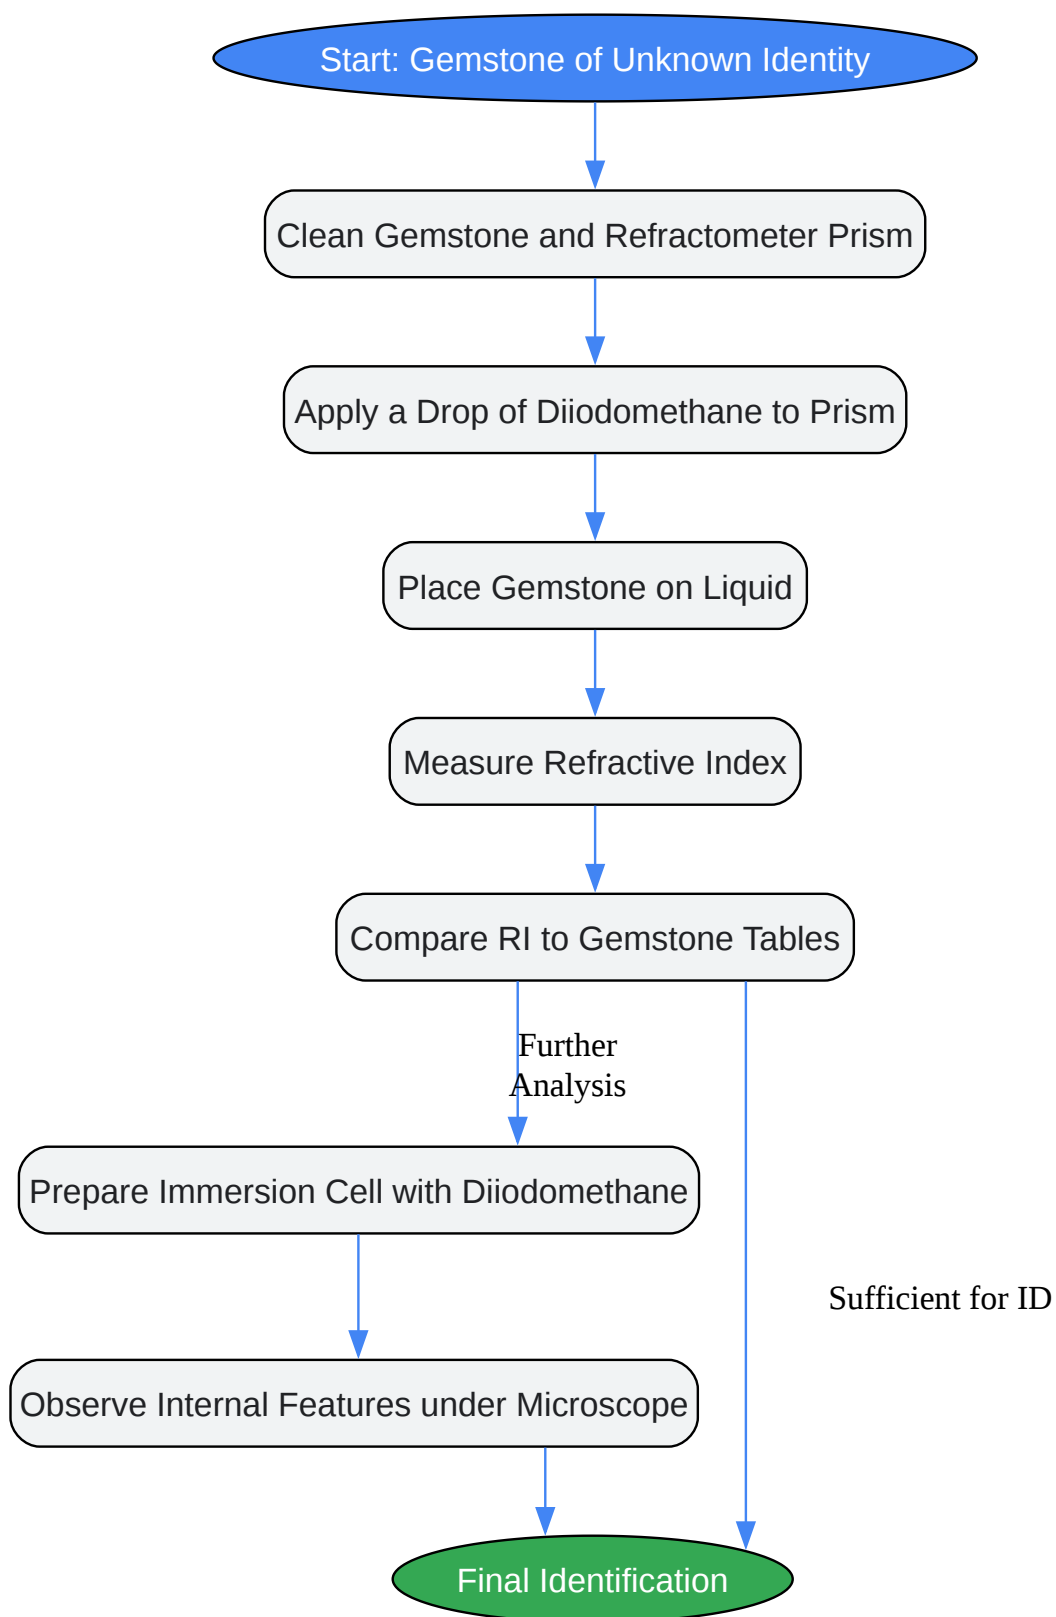 Start: Gemstone of Unknown Identity
Clean Gemstone and Refractometer Prism
Apply a Drop of Diiodomethane to Prism
Place Gemstone on Liquid
Measure Refractive Index
Compare RI to Gemstone Tables
Further
Analysis
Prepare Immersion Cell with Diiodomethane
Sufficient for ID
Observe Internal Features under Microscope
Final Identification